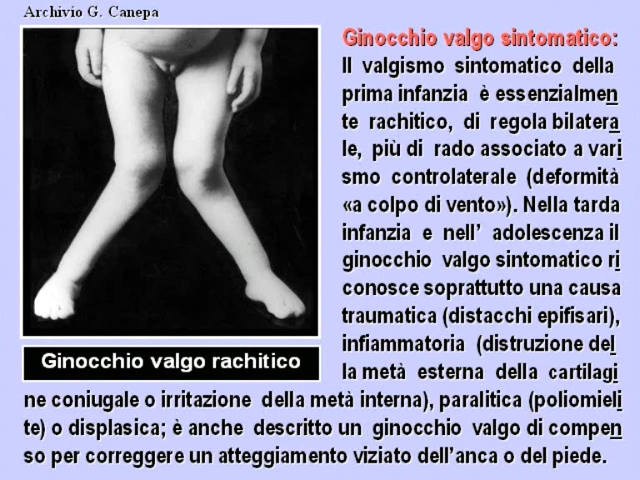 Archivio G. Canepa
Ginocchio valgo sintomatico:
Il valgismo sintomatico della
prima infanzia è essenzialmen
te rachitico, di regola bilatera
le, più di rado associato a vari
smo controlaterale (deformità
«a colpo di vento»). Nella tarda
infanzia e nell' adolescenza il
ginocchio valgo sintomatico ri
conosce soprattutto una causa
traumatica (distacchi epifisari),
infiammatoria (distruzione del
la metà esterna della cartilagi
Ginocchio valgo rachitico
ne coniugale o irritazione della metà interna), paralitica (poliomieli
te) o displasica; è anche descritto un ginocchio valgo di compen
so per correggere un atteggiamento viziato dell'anca o del piede.